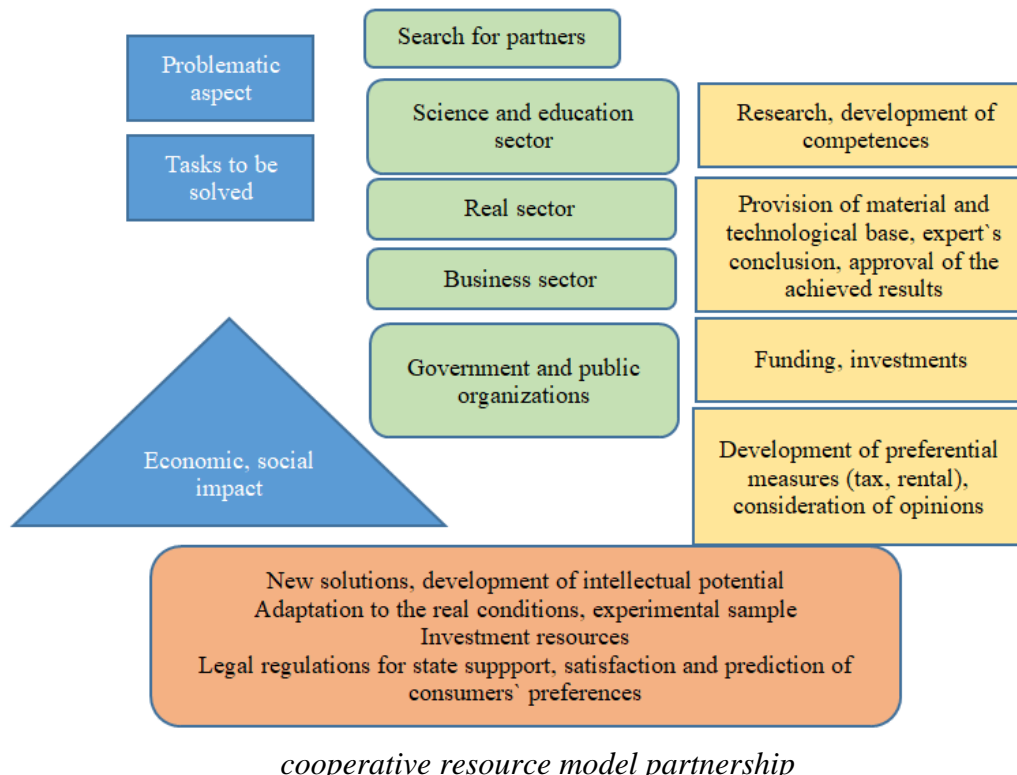 Problematic
aspect
Tasks to be
solved
Economic, social
impact
Search for partners
Science and education
sector
Real sector
Business sector
Government and public
organizations
Research, development of
competences
Provision of material and
technological base, expert`s
conclusion, approval of the
achieved results
Funding, investments
Development of preferential
measures (tax, rental),
consideration of opinions
New solutions, development of intellectual potential
Adaptation to the real conditions, experimental sample
Investment resources
Legal regulations for state suppport, satisfaction and prediction of
consumers` preferences
cooperative resource model partnership